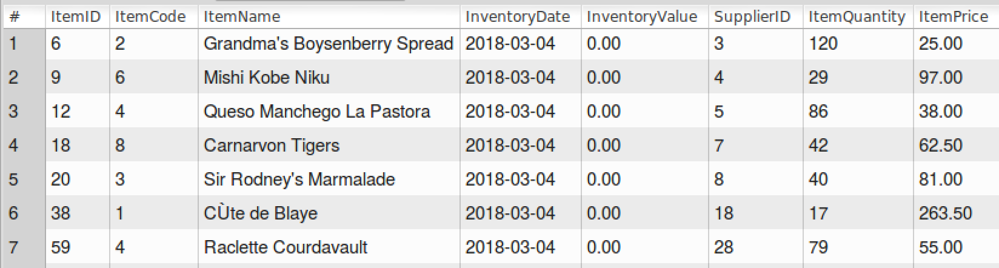 # ItemID ItemCode ItemName InventoryDate InventoryValue SupplierID ItemQuantity ItemPrice
1 6 2 Grandma's Boysenberry Spread 2018-03-04 0.00 3 120 25.00
2 9 6 Mishi Kobe Niku 2018-03-04 0.00 4 29 97.00
3 12 4 Queso Manchego La Pastora 2018-03-04 0.00 5 86 38.00
4 18 8 Carnarvon Tigers 2018-03-04 0.00 7 42 62.50
5 20 3 Sir Rodney's Marmalade 2018-03-04 0.00 8 40 81.00
6 38 1 CÙte de Blaye 2018-03-04 0.00 18 17 263.50
7 59 4 Raclette Courdavault 2018-03-04 0.00 28 79 55.00